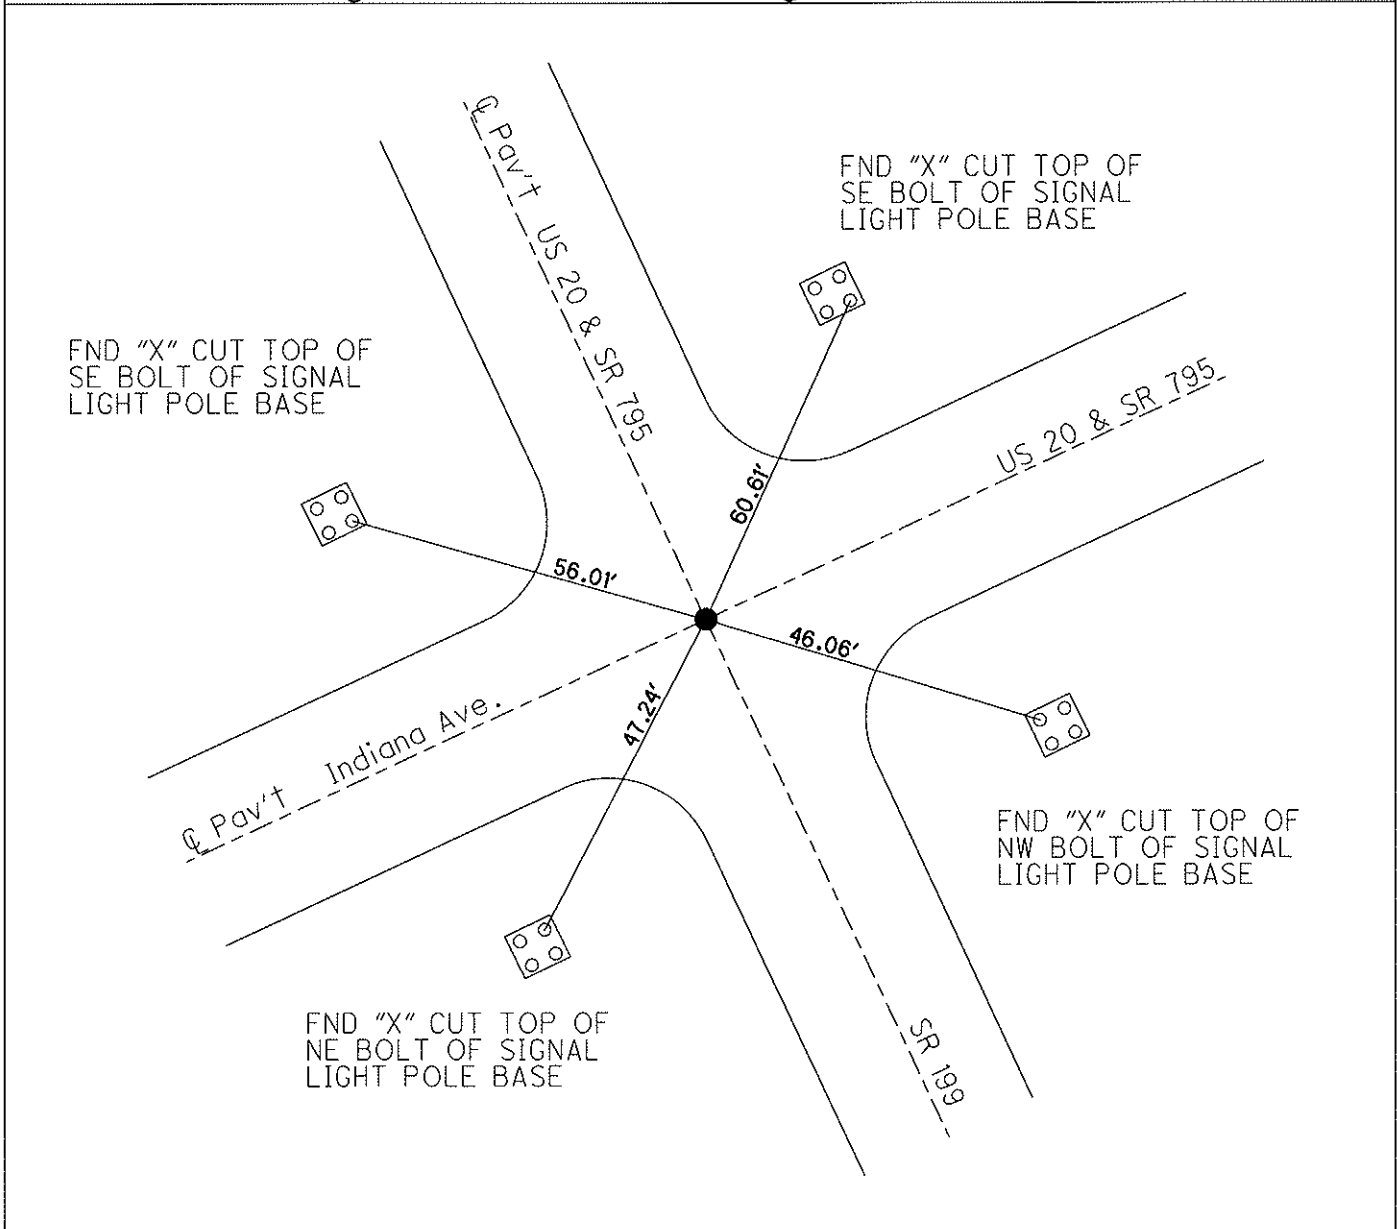 ℄ Pav't US 20 & SR 795
FND "X" CUT TOP OF
SE BOLT OF SIGNAL
LIGHT POLE BASE
FND "X" CUT TOP OF
SE BOLT OF SIGNAL
LIGHT POLE BASE
US 20 & SR 795
60.61'
56.01'
46.06'
47.24'
℄ Pav't Indiana Ave.
FND "X" CUT TOP OF
NW BOLT OF SIGNAL
LIGHT POLE BASE
FND "X" CUT TOP OF
NE BOLT OF SIGNAL
LIGHT POLE BASE
SR 199